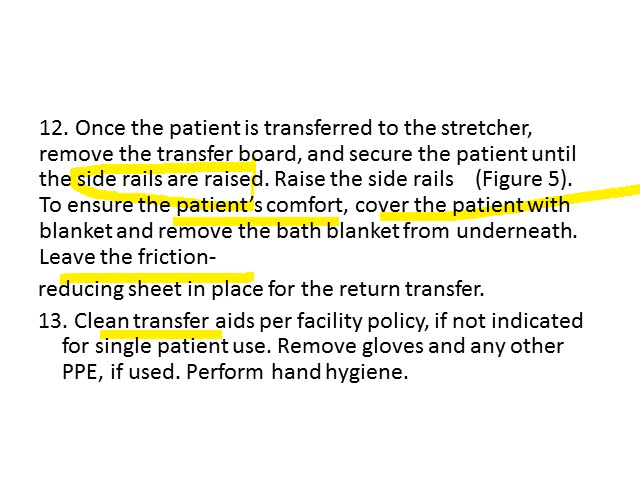 12. Once the patient is transferred to the stretcher,
remove the transfer board, and secure the patient until
the side rails are raised. Raise the side rails (Figure 5).
To ensure the patient's comfort, cover the patient with
blanket and remove the bath blanket from underneath.
Leave the friction-
reducing sheet in place for the return transfer.
13. Clean transfer aids per facility policy, if not indicated
for single patient use. Remove gloves and any other
PPE, if used. Perform hand hygiene.